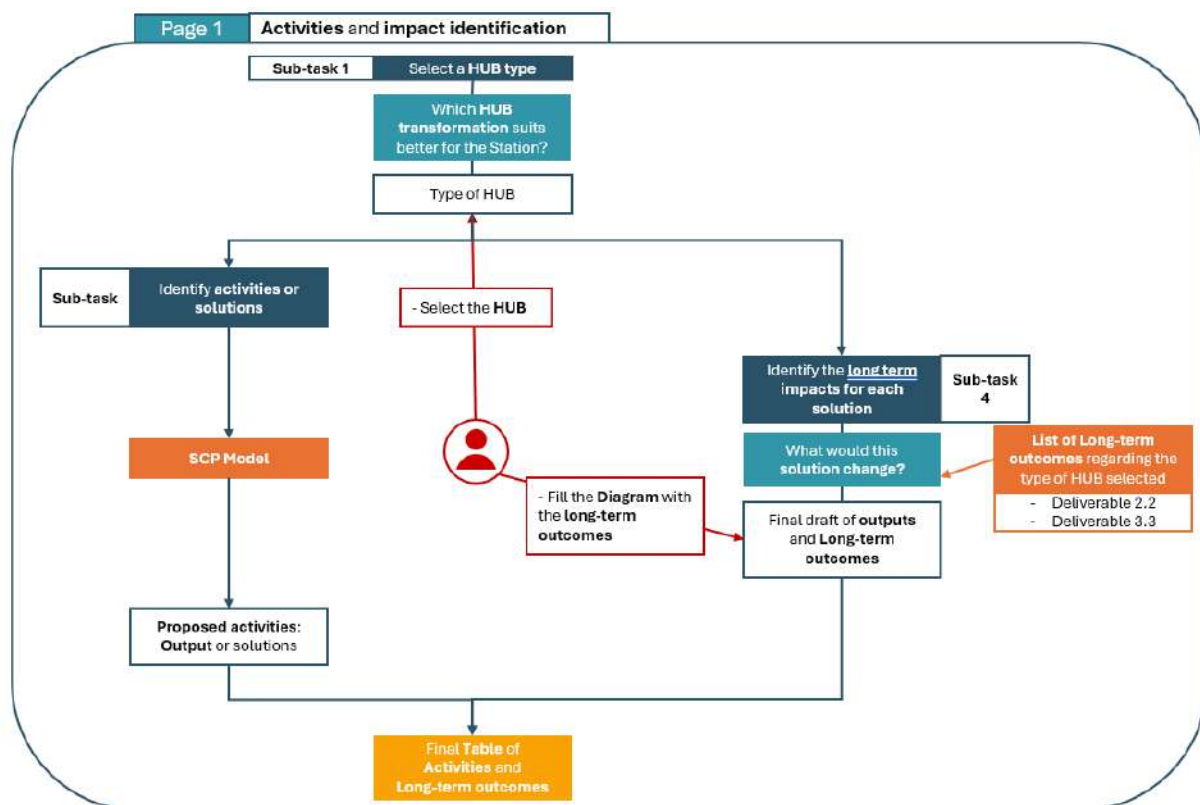 Page 1
Activities and impact identification
Sub-task 1
Select a HUB type
Which HUB
transformation suits
better for the Station?
Type of HUB
Sub-task
Identify activities or
solutions
- Select the HUB
Identify the long term
impacts for each
solution
Sub-task
4
SCP Model
What would this
solution change?
List of Long-term
outcomes regarding the
type of HUB selected
- Deliverable 2.2
- Deliverable 3.3
- Fill the Diagram with
the long-term
outcomes
Final draft of outputs
and Long-term
outcomes
Proposed activities:
Output or solutions
Final Table of
Activities and
Long-term outcomes